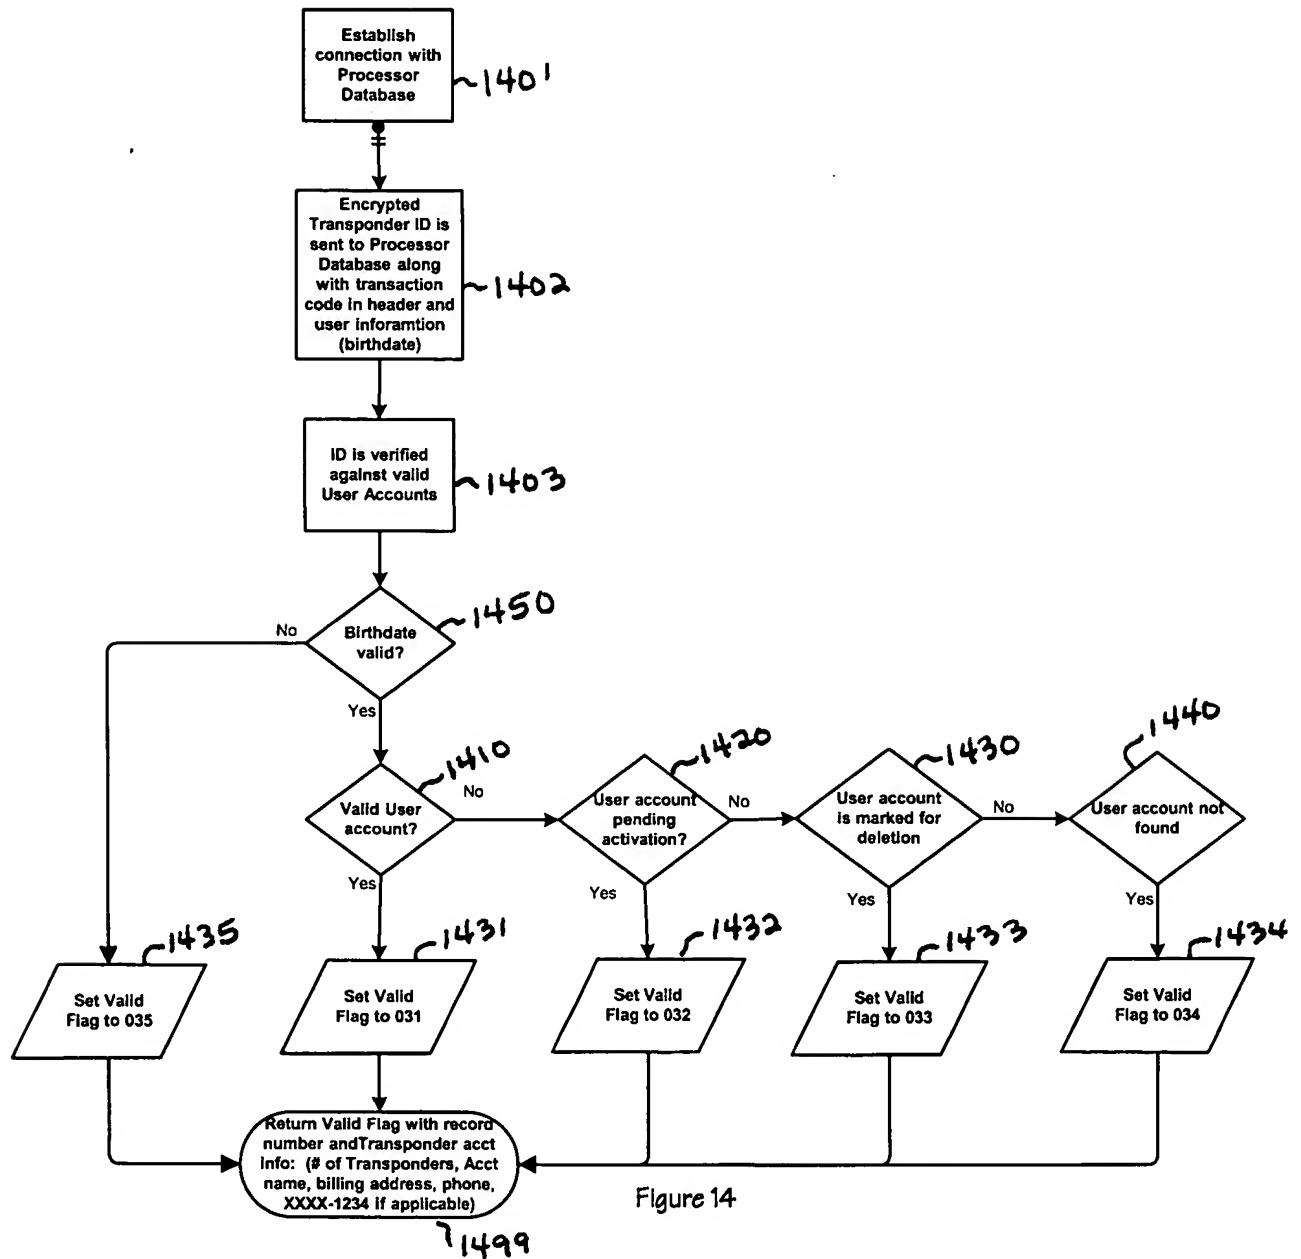 Establish
connection with
Processor
Database
1401
Encrypted
Transponder ID is
sent to Processor
Database along
with transaction
code in header and
user inforamtion
(birthdate)
1402
ID is verified
against valid
User Accounts
1403
Birthdate
valid?
1450
No
Yes
Valid User
account?
1410
No
Yes
User account
pending
activation?
1420
No
Yes
User account
is marked for
deletion
1430
No
Yes
User account not
found
1440
Yes
Set Valid
Flag to 035
1435
Set Valid
Flag to 031
1431
Set Valid
Flag to 032
1432
Set Valid
Flag to 033
1433
Set Valid
Flag to 034
1434
Return Valid Flag with record
number andTransponder acct
info: (# of Transponders, Acct
name, billing address, phone,
XXXX-1234 if applicable)
1499
Figure 14